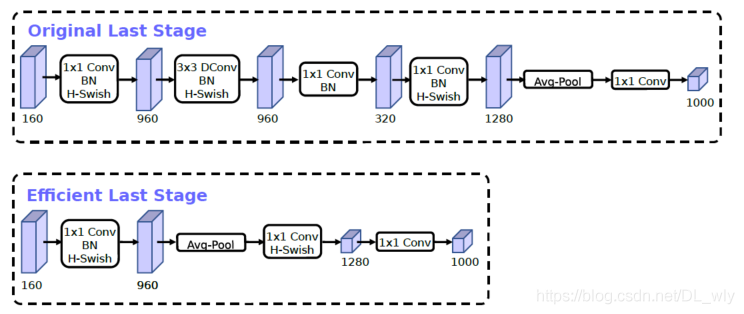 Original Last Stage
1x1 Conv
BN
H-Swish
3x3 DConv
BN
H-Swish
1x1 Conv
BN
1x1 Conv
BN
H-Swish
Avg-Pool
1x1 Conv
160
960
960
320
1280
1000
Efficient Last Stage
1x1 Conv
BN
H-Swish
Avg-Pool
1x1 Conv
H-Swish
1x1 Conv
160
960
1280
1000
https://blog.csdn.net/DL_wly